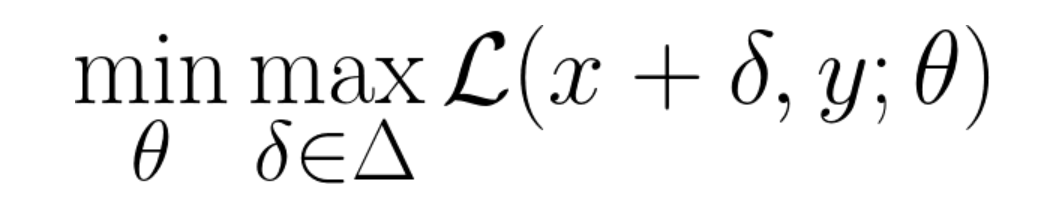 min max ℒ(x + δ, y; θ)
θ δ∈Δ